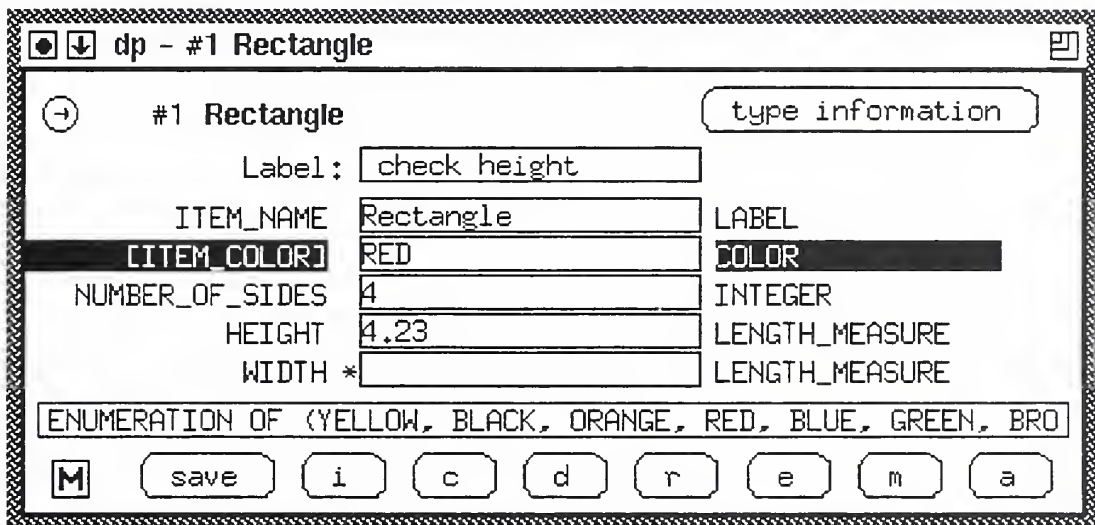 dp - #1 Rectangle
#1 Rectangle type information
Label: check height
ITEM_NAME Rectangle LABEL
[ITEM_COLOR] RED COLOR
NUMBER_OF_SIDES 4 INTEGER
HEIGHT 4.23 LENGTH_MEASURE
WIDTH * LENGTH_MEASURE
ENUMERATION OF (YELLOW, BLACK, ORANGE, RED, BLUE, GREEN, BRO
M save i c d r e m a